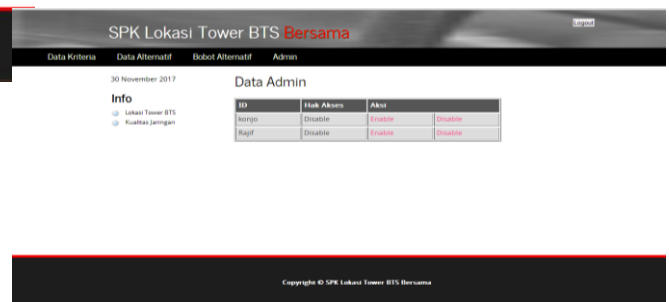 SPK Lokasi Tower BTS Bersama
Logout
Data Kriteria Data Alternatif Bobot Alternatif Admin
30 November 2017
Info
Lokasi Tower BTS
Kualitas Jaringan
Data Admin
ID Hak Akses Aksi
konjo Disable Enable Disable
Rajif Disable Enable Disable
Copyright © SPK Lokasi Tower BTS Bersama